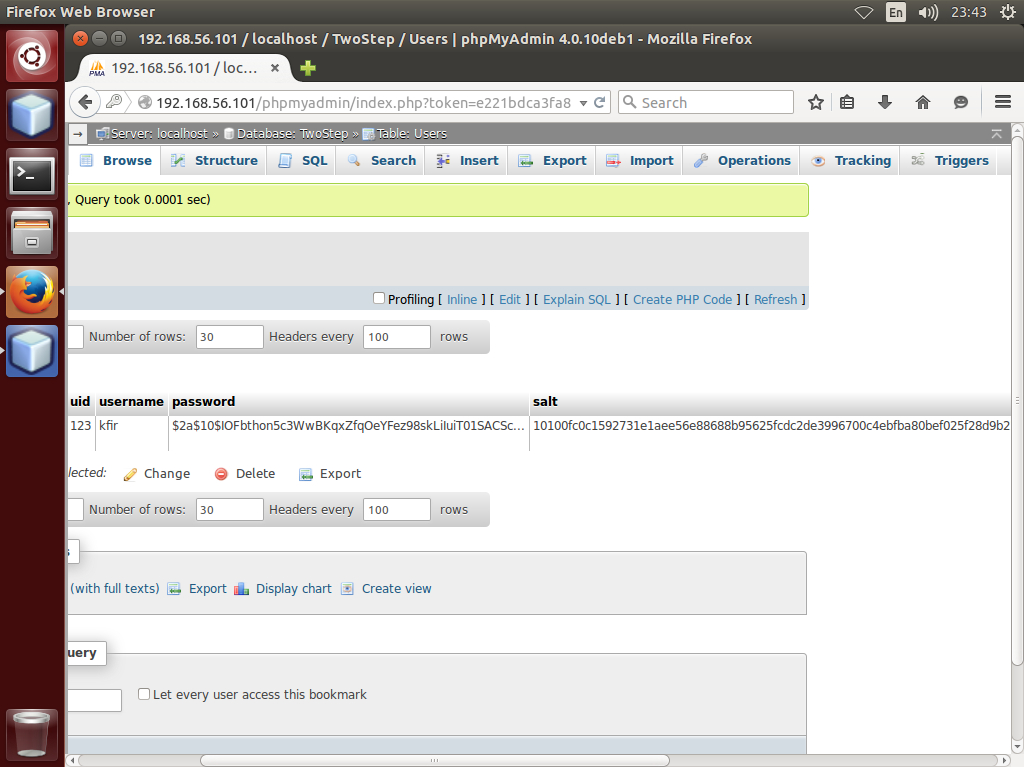 Firefox Web Browser
En
23:43
192.168.56.101 / localhost / TwoStep / Users | phpMyAdmin 4.0.10deb1 - Mozilla Firefox
PMA
192.168.56.101 / loc...
192.168.56.101/phpmyadmin/index.php?token=e221bdca3fa8
Search
Server: localhost » Database: TwoStep » Table: Users
Browse Structure SQL Search Insert Export Import Operations Tracking Triggers
, Query took 0.0001 sec)
Profiling [ Inline ] [ Edit ] [ Explain SQL ] [ Create PHP Code ] [ Refresh ]
Number of rows: 30 Headers every 100 rows
uid username password salt
123 kfir $2a$10$IOFbthon5c3WwBKqxZfqOeYFez98skLiIuiT01SACSc... 10100fc0c1592731e1aee56e88688b95625fcdc2de3996700c4ebfba80bef025f28d9b2
lected: Change Delete Export
Number of rows: 30 Headers every 100 rows
s
(with full texts) Export Display chart Create view
uery
Let every user access this bookmark